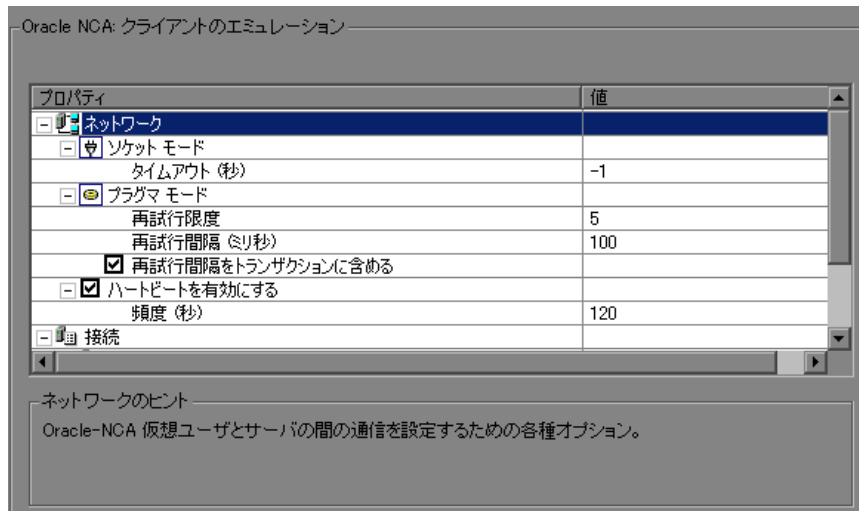 Oracle NCA: クライアントのエミュレーション
プロパティ 値
ネットワーク
ソケット モード
タイムアウト (秒) -1
プラグマ モード
再試行限度 5
再試行間隔 (ミリ秒) 100
再試行間隔をトランザクションに含める
ハートビートを有効にする
頻度 (秒) 120
接続
ネットワークのヒント
Oracle-NCA 仮想ユーザとサーバの間の通信を設定するための各種オプション。